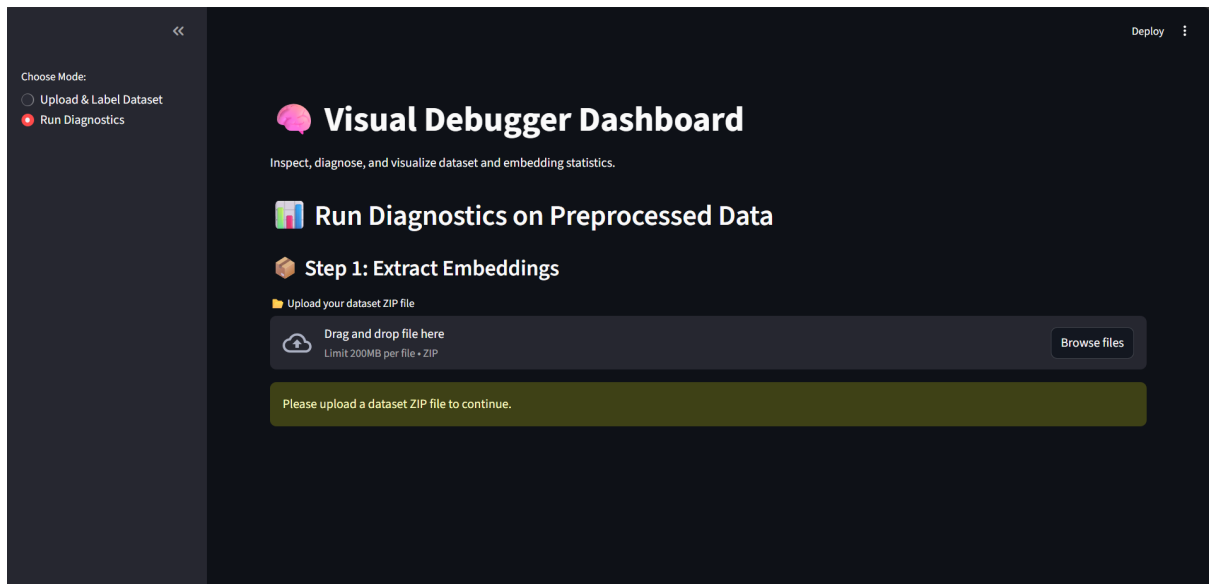 Deploy
Choose Mode:
Upload & Label Dataset
Run Diagnostics
Visual Debugger Dashboard
Inspect, diagnose, and visualize dataset and embedding statistics.
Run Diagnostics on Preprocessed Data
Step 1: Extract Embeddings
Upload your dataset ZIP file
Drag and drop file here
Limit 200MB per file • ZIP
Browse files
Please upload a dataset ZIP file to continue.